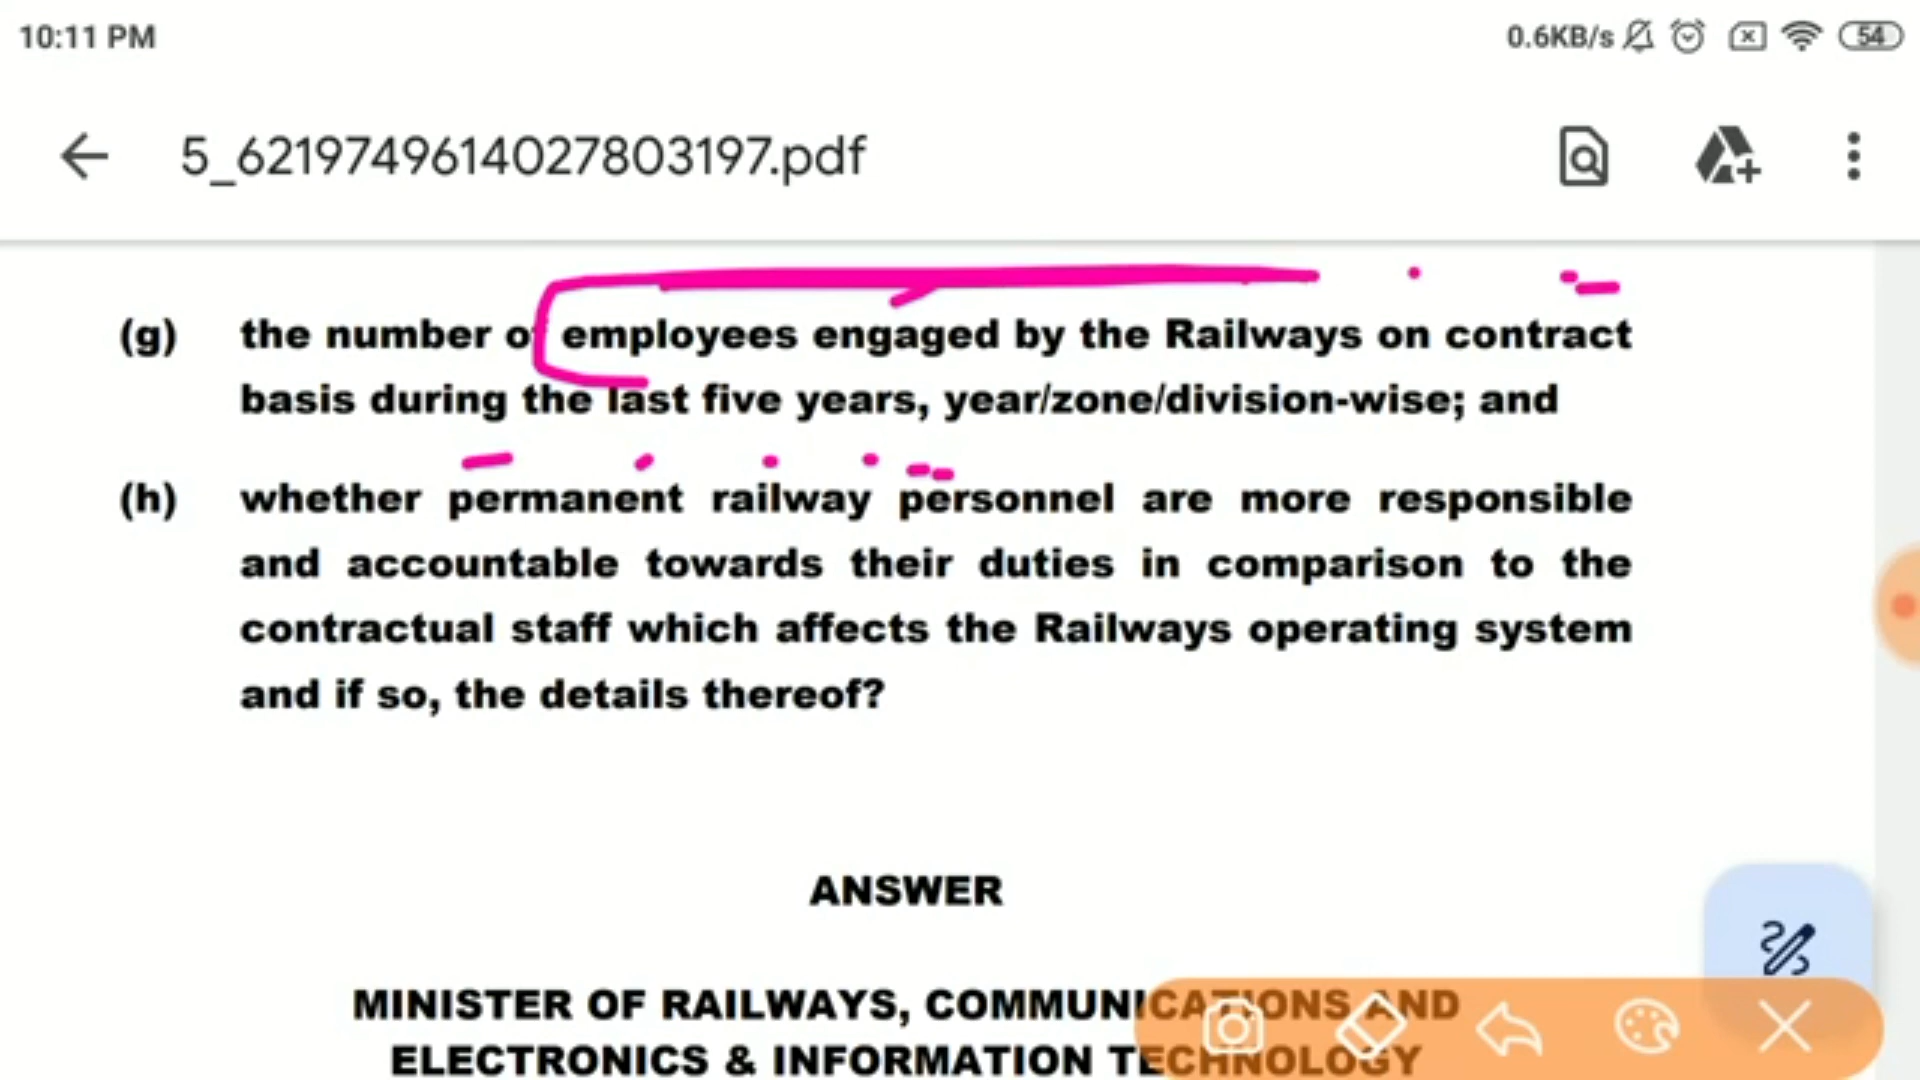 10:11 PM 0.6KB/s 54
5_6219749614027803197.pdf
(g) the number of employees engaged by the Railways on contract
basis during the last five years, year/zone/division-wise; and
(h) whether permanent railway personnel are more responsible
and accountable towards their duties in comparison to the
contractual staff which affects the Railways operating system
and if so, the details thereof?
ANSWER
MINISTER OF RAILWAYS, COMMUNICATIONS AND
ELECTRONICS & INFORMATION TECHNOLOGY